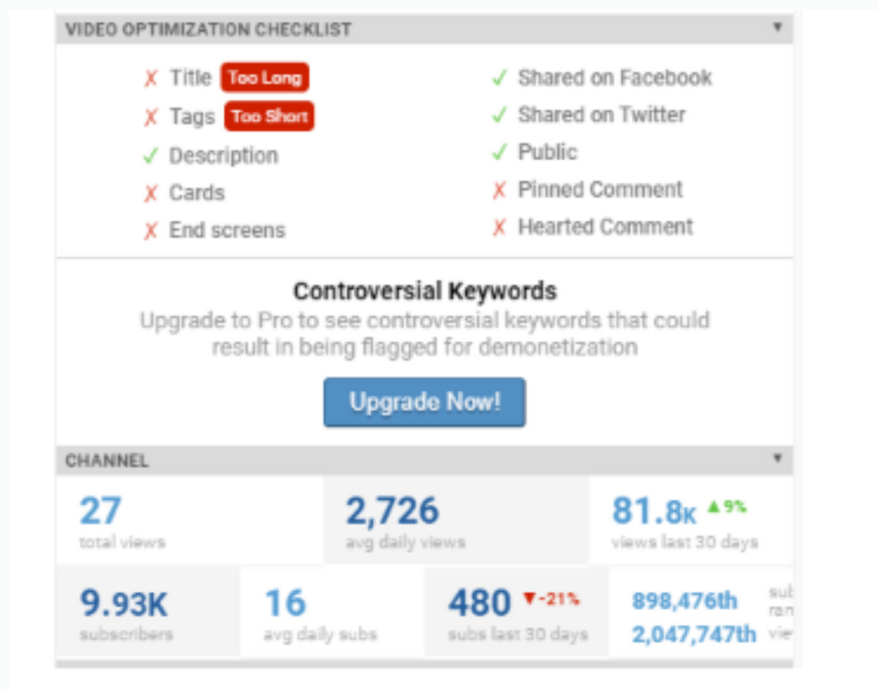 VIDEO OPTIMIZATION CHECKLIST ▼
X Title Too Long
X Tags Too Short
✓ Description
X Cards
X End screens
✓ Shared on Facebook
✓ Shared on Twitter
✓ Public
X Pinned Comment
X Hearted Comment
Controversial Keywords
Upgrade to Pro to see controversial keywords that could
result in being flagged for demonetization
Upgrade Now!
CHANNEL ▼
27
total views
2,726
avg daily views
81.8K ▲9%
views last 30 days
9.93K
subscribers
16
avg daily subs
480 ▼-21%
subs last 30 days
898,476th
2,047,747th